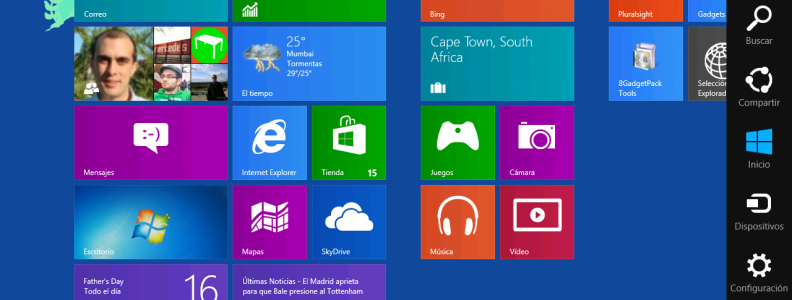 Correo
Bing
Pluralsight
Gadgets
Buscar
25°
Mumbai
Tormentas
29°/25°
El tiempo
Cape Town, South
Africa
8GadgetPack
Tools
Selección
Explorad
Compartir
:-)
Mensajes
Internet Explorer
Tienda
15
Juegos
Cámara
Inicio
Escritorio
Mapas
SkyDrive
Música
Vídeo
Dispositivos
Father's Day
Todo el día
16
Últimas Noticias - El Madrid aprieta
para que Bale presione al Tottenham
Configuración